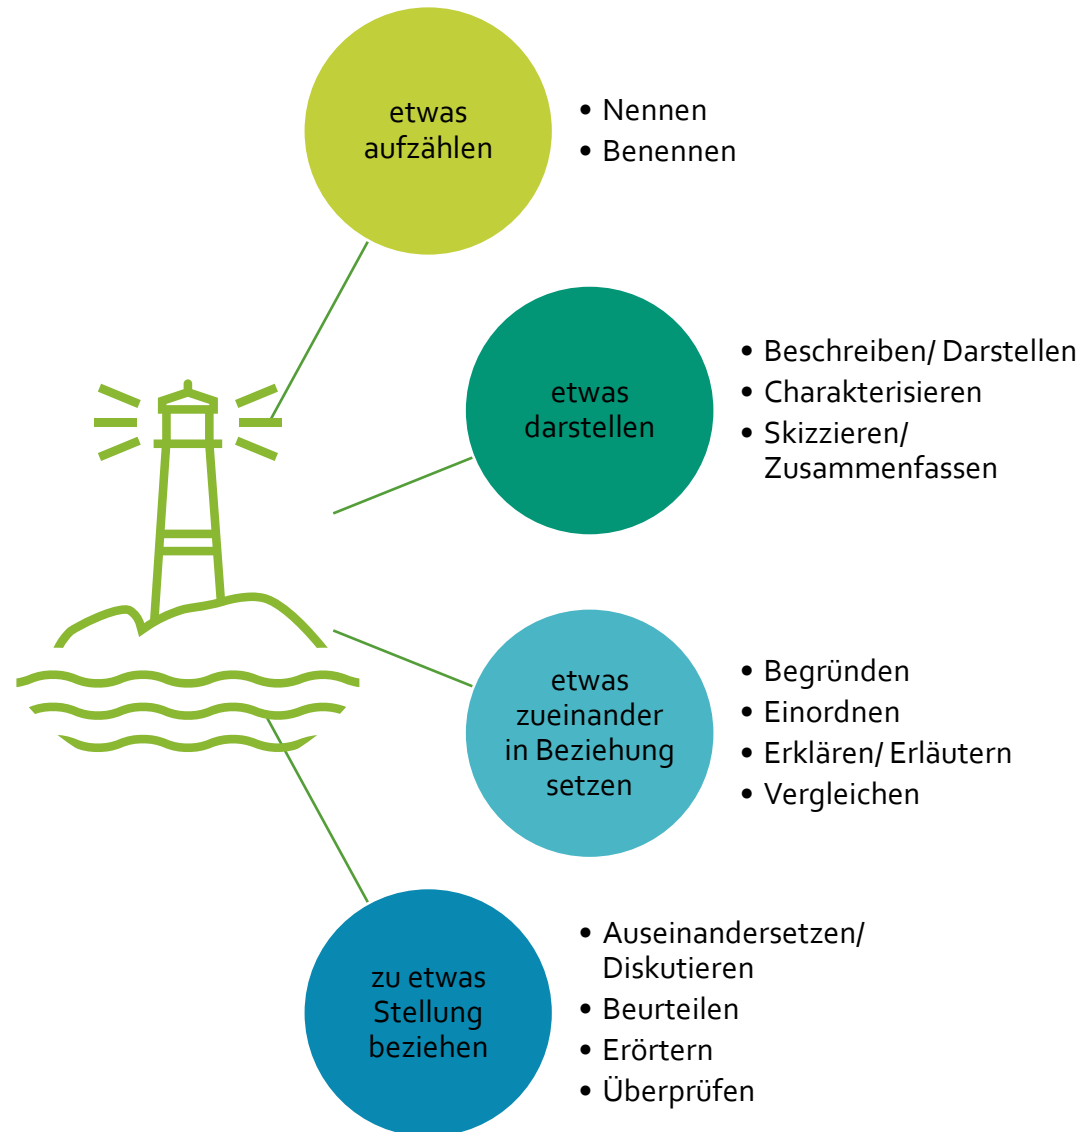 etwas
aufzählen
• Nennen
• Benennen
etwas
darstellen
• Beschreiben/ Darstellen
• Charakterisieren
• Skizzieren/
Zusammenfassen
etwas
zueinander
in Beziehung
setzen
• Begründen
• Einordnen
• Erklären/ Erläutern
• Vergleichen
zu etwas
Stellung
beziehen
• Auseinandersetzen/
Diskutieren
• Beurteilen
• Erörtern
• Überprüfen